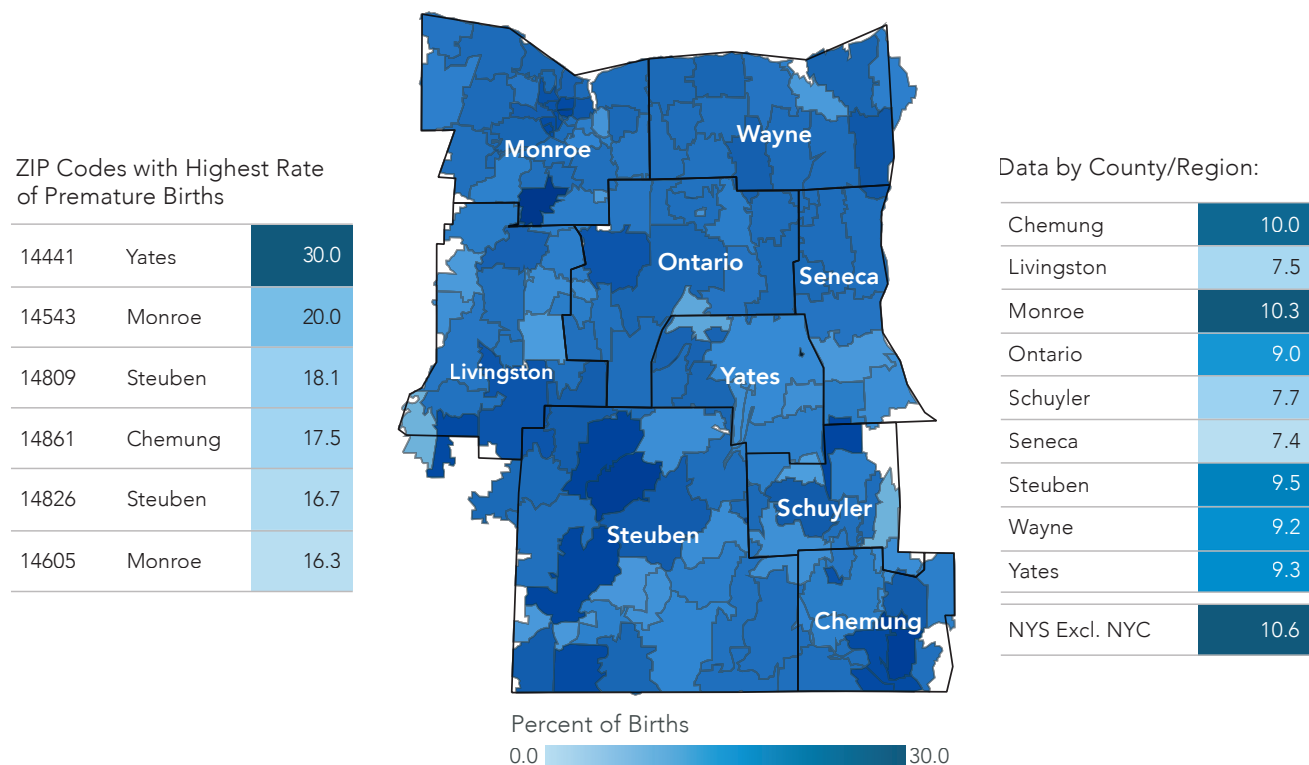 ZIP Codes with Highest Rate
of Premature Births
14441 Yates 30.0
14543 Monroe 20.0
14809 Steuben 18.1
14861 Chemung 17.5
14826 Steuben 16.7
14605 Monroe 16.3
Monroe
Wayne
Ontario
Seneca
Livingston
Yates
Schuyler
Steuben
Chemung
Percent of Births
0.0 30.0
Data by County/Region:
Chemung 10.0
Livingston 7.5
Monroe 10.3
Ontario 9.0
Schuyler 7.7
Seneca 7.4
Steuben 9.5
Wayne 9.2
Yates 9.3
NYS Excl. NYC 10.6